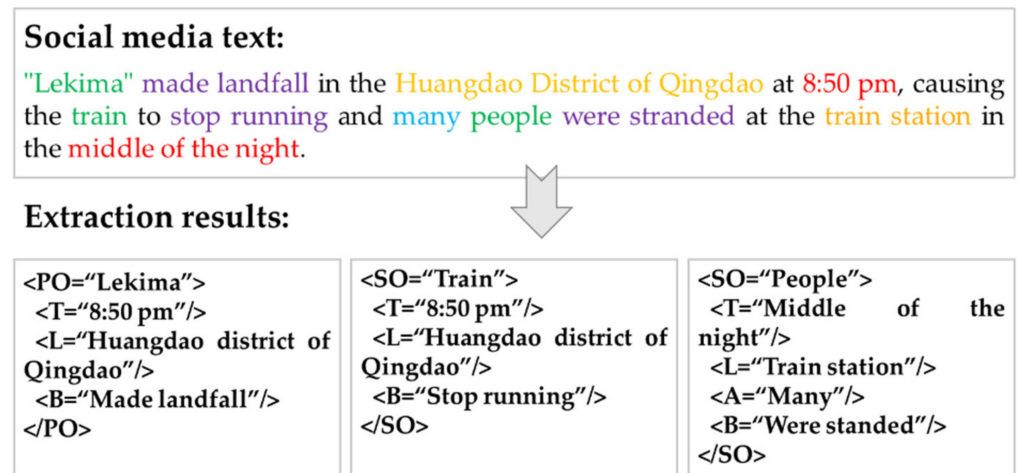 Social media text:
"Lekima" made landfall in the Huangdao District of Qingdao at 8:50 pm, causing
the train to stop running and many people were stranded at the train station in
the middle of the night.
Extraction results:
<PO=“Lekima”>
<T=“8:50 pm”/>
<L=“Huangdao district of
Qingdao”/>
<B=“Made landfall”/>
</PO>
<SO=“Train”>
<T=“8:50 pm”/>
<L=“Huangdao district of
Qingdao”/>
<B=“Stop running”/>
</SO>
<SO=“People”>
<T=“Middle of the
night”/>
<L=“Train station”/>
<A=“Many”/>
<B=“Were standed”/>
</SO>